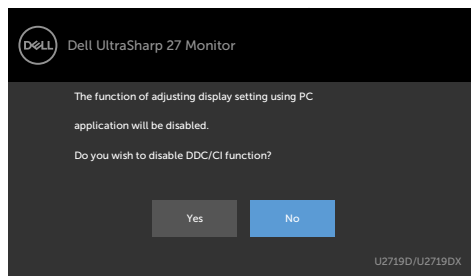 DELL
Dell UltraSharp 27 Monitor
The function of adjusting display setting using PC
application will be disabled.
Do you wish to disable DDC/CI function?
Yes
No
U2719D/U2719DX